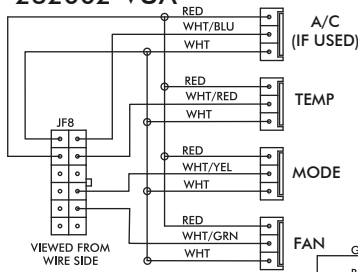 RED
WHT/BLU
WHT
A/C
(IF USED)
RED
WHT/RED
WHT
TEMP
JF8
RED
WHT/YEL
WHT
MODE
RED
WHT/GRN
WHT
FAN
VIEWED FROM
WIRE SIDE